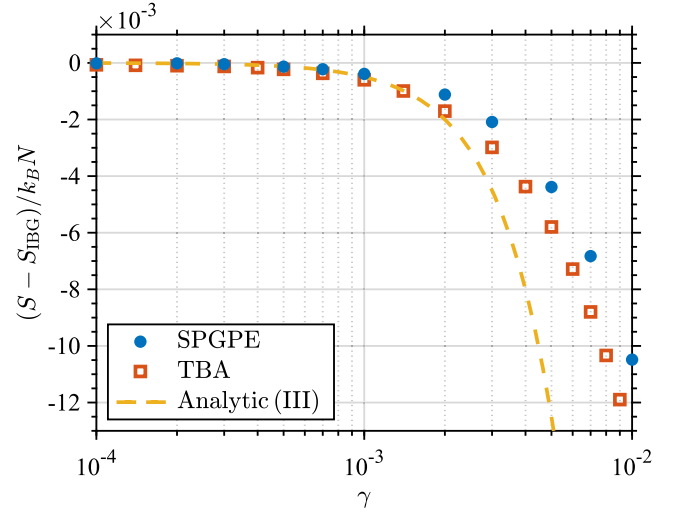 ×10⁻³
0
-2
-4
-6
-8
-10
-12
(S − S_IBG)/k_B N
SPGPE
TBA
Analytic (III)
10⁻⁴
10⁻³
10⁻²
γ